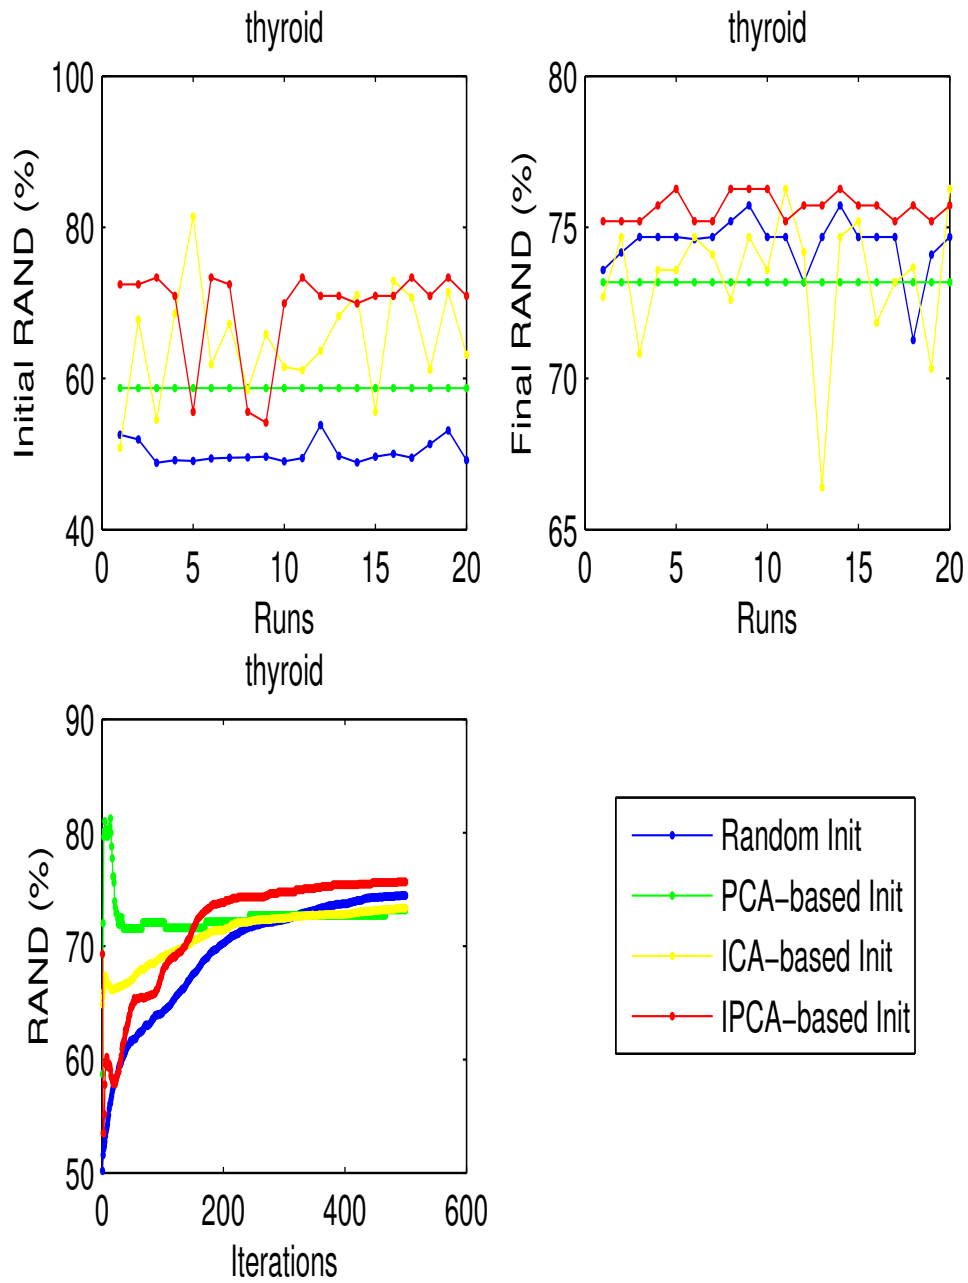 thyroid
100
80
60
40
Initial RAND (%)
0 5 10 15 20
Runs
thyroid
80
75
70
65
Final RAND (%)
0 5 10 15 20
Runs
thyroid
90
80
70
60
50
RAND (%)
0 200 400 600
Iterations
Random Init
PCA-based Init
ICA-based Init
IPCA-based Init